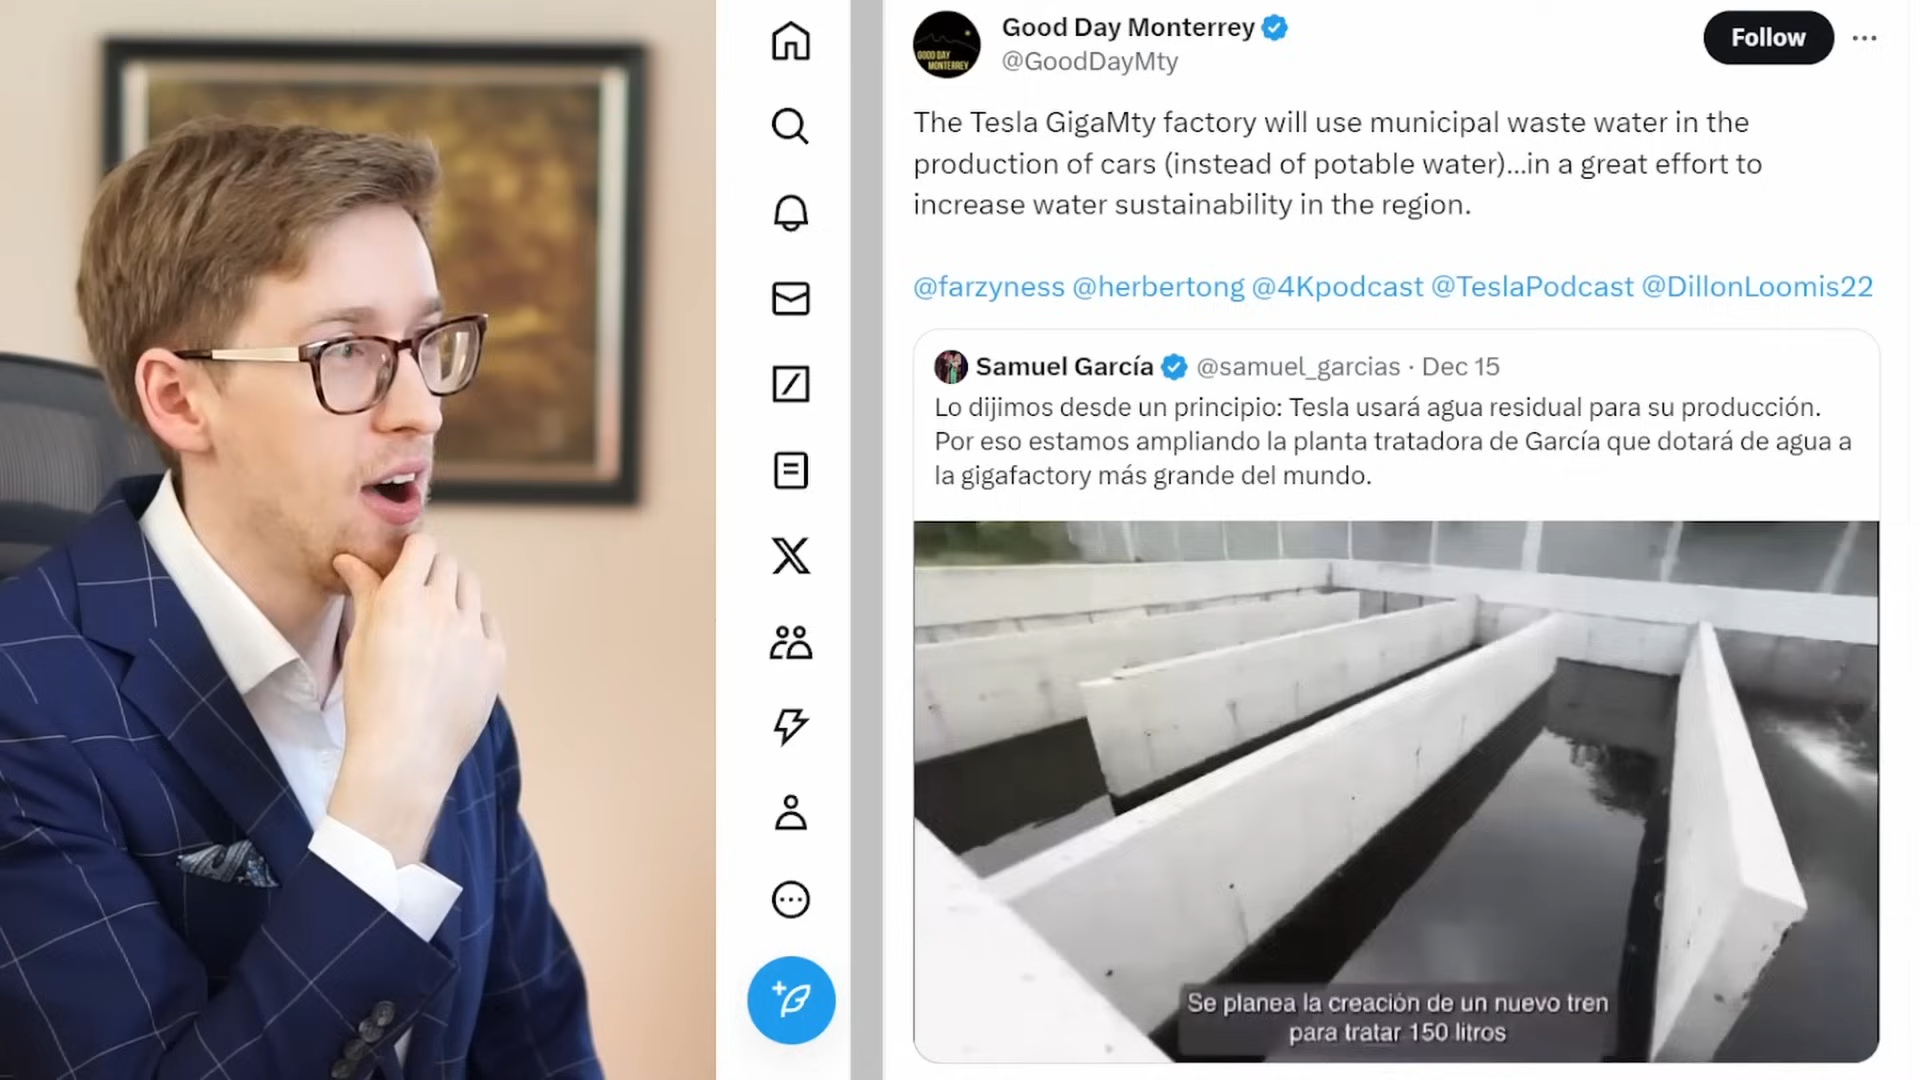 Good Day Monterrey
@GoodDayMty
Follow
GOOD DAY
MONTERREY
The Tesla GigaMty factory will use municipal waste water in the
production of cars (instead of potable water)...in a great effort to
increase water sustainability in the region.
@farzyness @herbertong @4Kpodcast @TeslaPodcast @DillonLoomis22
Samuel García @samuel_garcias · Dec 15
Lo dijimos desde un principio: Tesla usará agua residual para su producción.
Por eso estamos ampliando la planta tratadora de García que dotará de agua a
la gigafactory más grande del mundo.
Se planea la creación de un nuevo tren
para tratar 150 litros